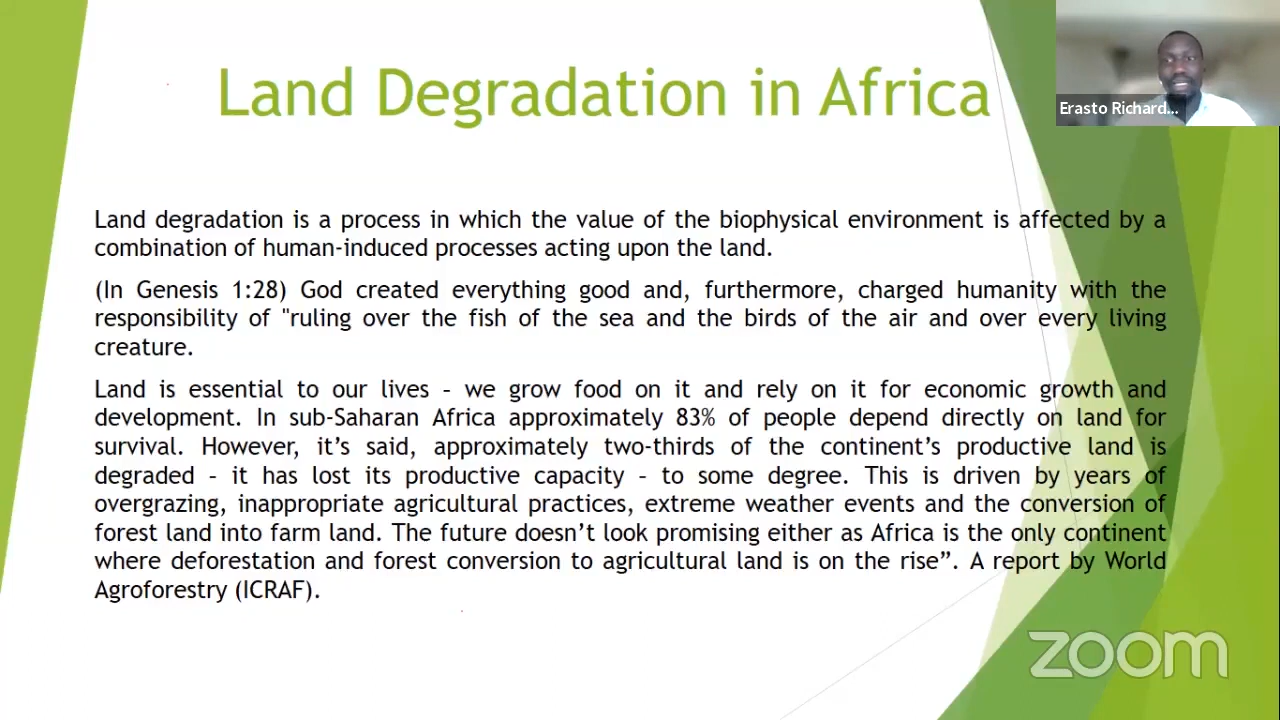 Land Degradation in Africa
Erasto Richard...
Land degradation is a process in which the value of the biophysical environment is affected by a
combination of human-induced processes acting upon the land.
(In Genesis 1:28) God created everything good and, furthermore, charged humanity with the
responsibility of "ruling over the fish of the sea and the birds of the air and over every living
creature.
Land is essential to our lives – we grow food on it and rely on it for economic growth and
development. In sub-Saharan Africa approximately 83% of people depend directly on land for
survival. However, it’s said, approximately two-thirds of the continent’s productive land is
degraded – it has lost its productive capacity – to some degree. This is driven by years of
overgrazing, inappropriate agricultural practices, extreme weather events and the conversion of
forest land into farm land. The future doesn’t look promising either as Africa is the only continent
where deforestation and forest conversion to agricultural land is on the rise”. A report by World
Agroforestry (ICRAF).
zoom